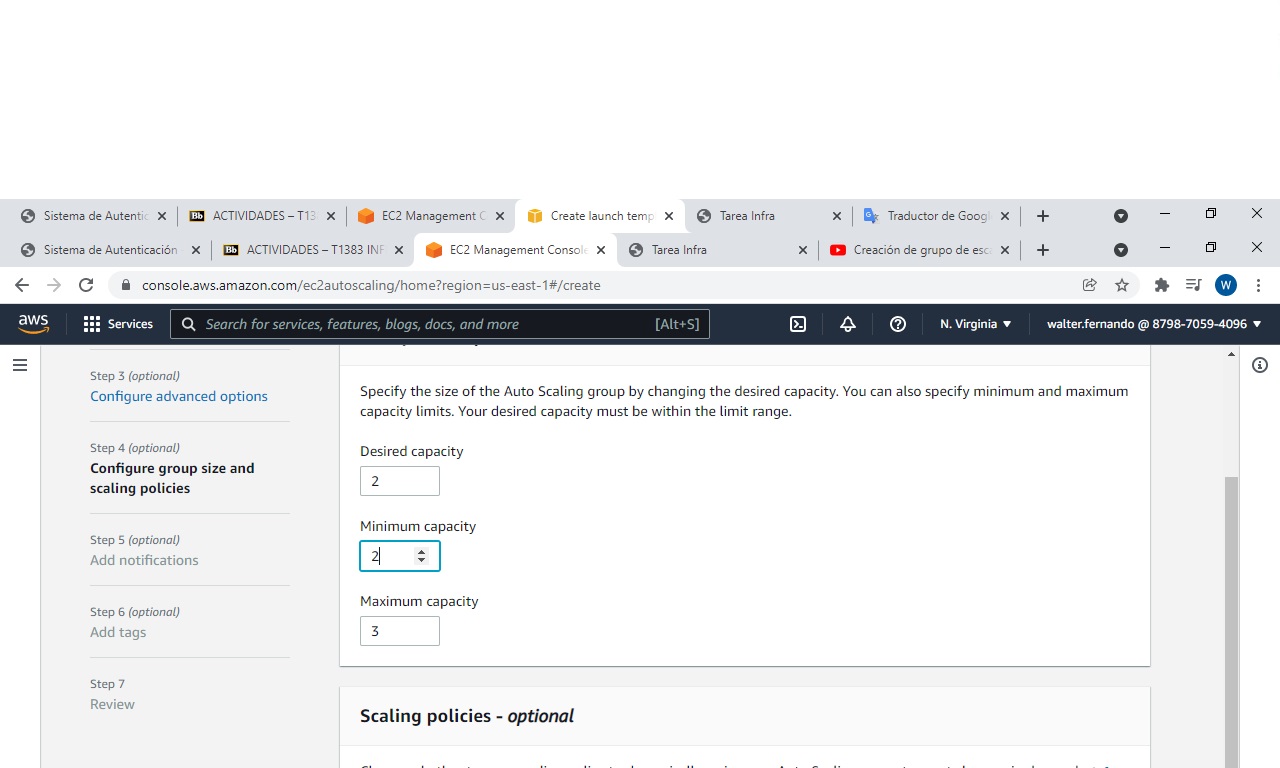 Sistema de Autentic
ACTIVIDADES – T13
EC2 Management C
Create launch temp
Tarea Infra
Traductor de Googl
Sistema de Autenticación
ACTIVIDADES – T1383 INF
EC2 Management Console
Tarea Infra
Creación de grupo de esca
console.aws.amazon.com/ec2autoscaling/home?region=us-east-1#/create
W
aws
Services
Search for services, features, blogs, docs, and more
[Alt+S]
N. Virginia
walter.fernando @ 8798-7059-4096
Step 3 (optional)
Configure advanced options
Step 4 (optional)
Configure group size and
scaling policies
Step 5 (optional)
Add notifications
Step 6 (optional)
Add tags
Step 7
Review
Specify the size of the Auto Scaling group by changing the desired capacity. You can also specify minimum and maximum
capacity limits. Your desired capacity must be within the limit range.
Desired capacity
2
Minimum capacity
2
Maximum capacity
3
Scaling policies - optional